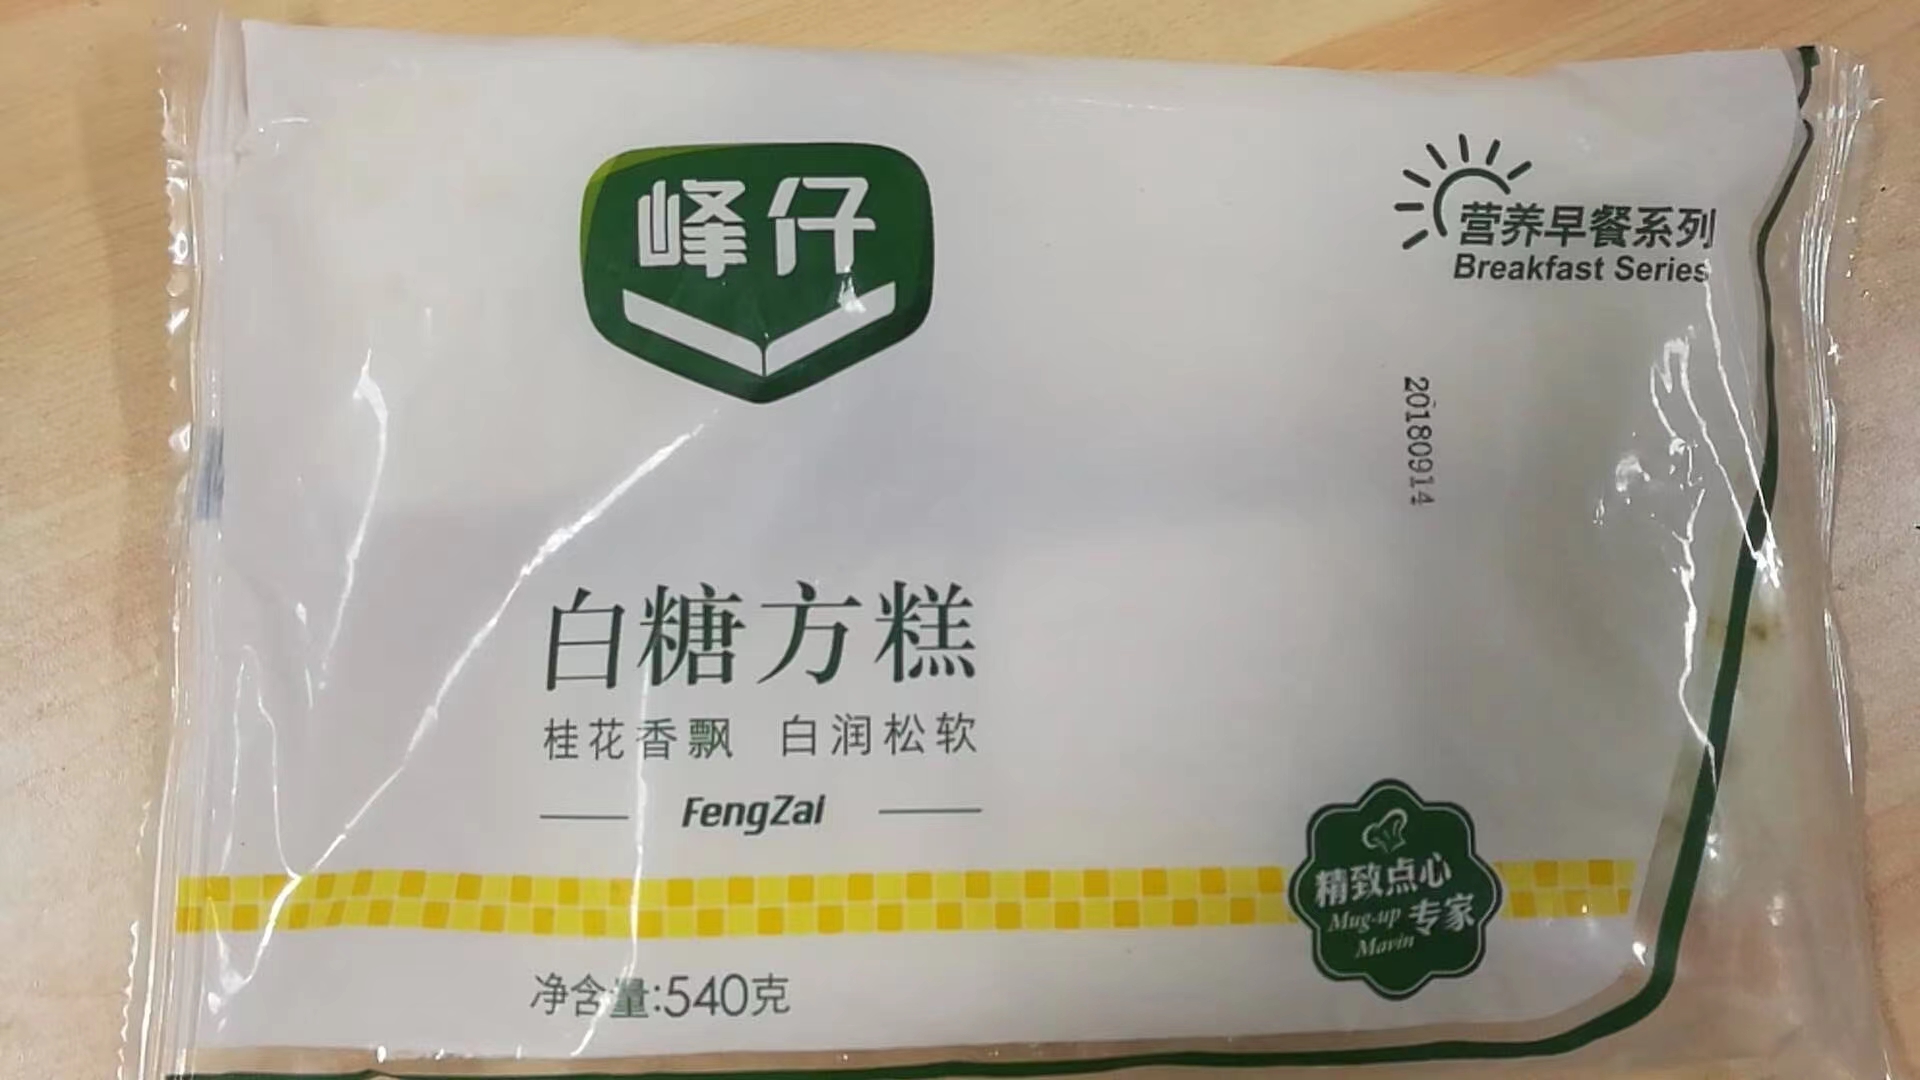 峰仔
营养早餐系列
Breakfast Series
20180914
白糖方糕
桂花香飘 白润松软
FengZai
精致点心
Mug-up 专家
Mavin
净含量:540克